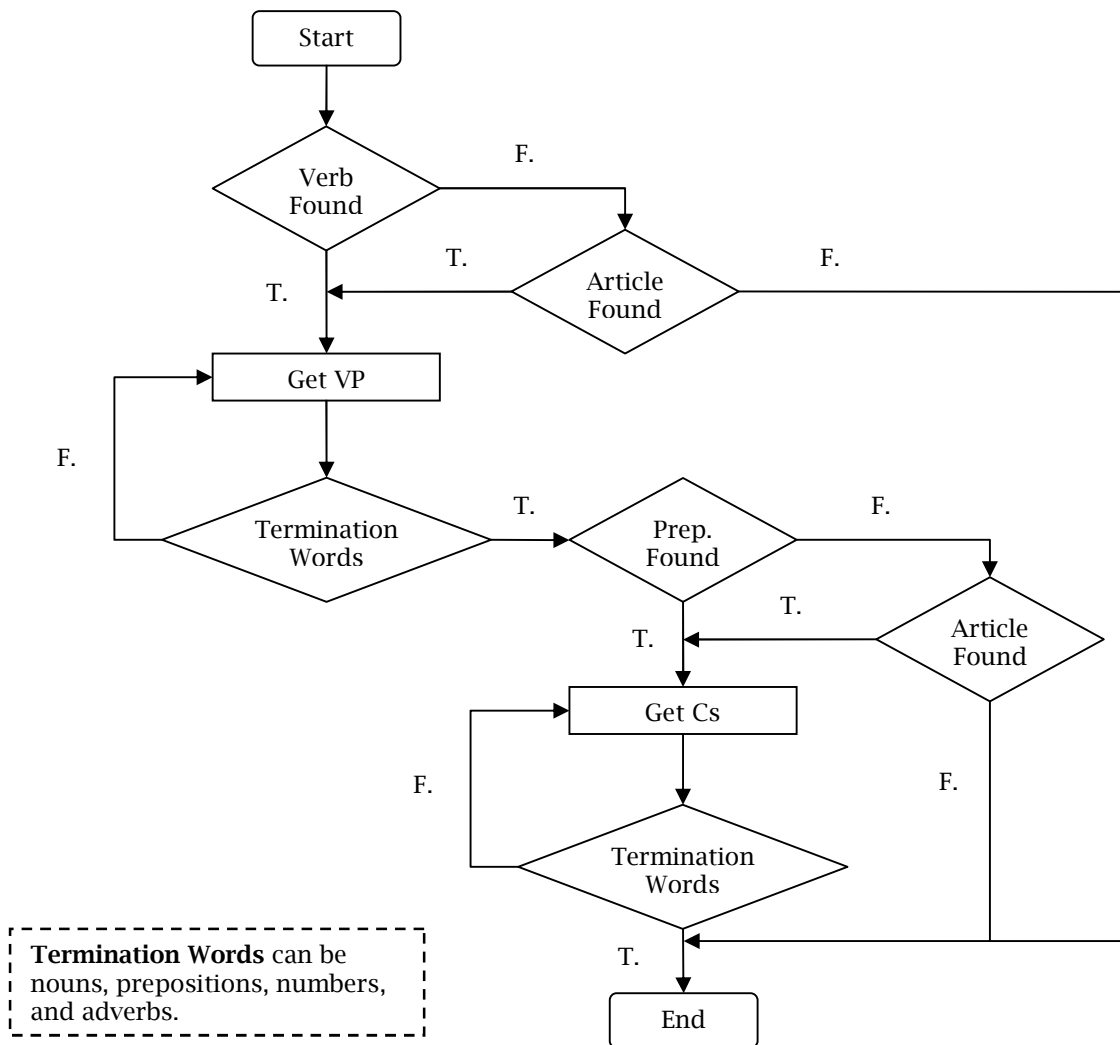 Start
F.
Verb
Found
T.
F.
T.
Article
Found
Get VP
F.
T.
F.
Termination
Words
Prep.
Found
T.
T.
Article
Found
Get Cs
F.
F.
Termination
Words
Termination Words can be
nouns, prepositions, numbers,
and adverbs.
T.
End